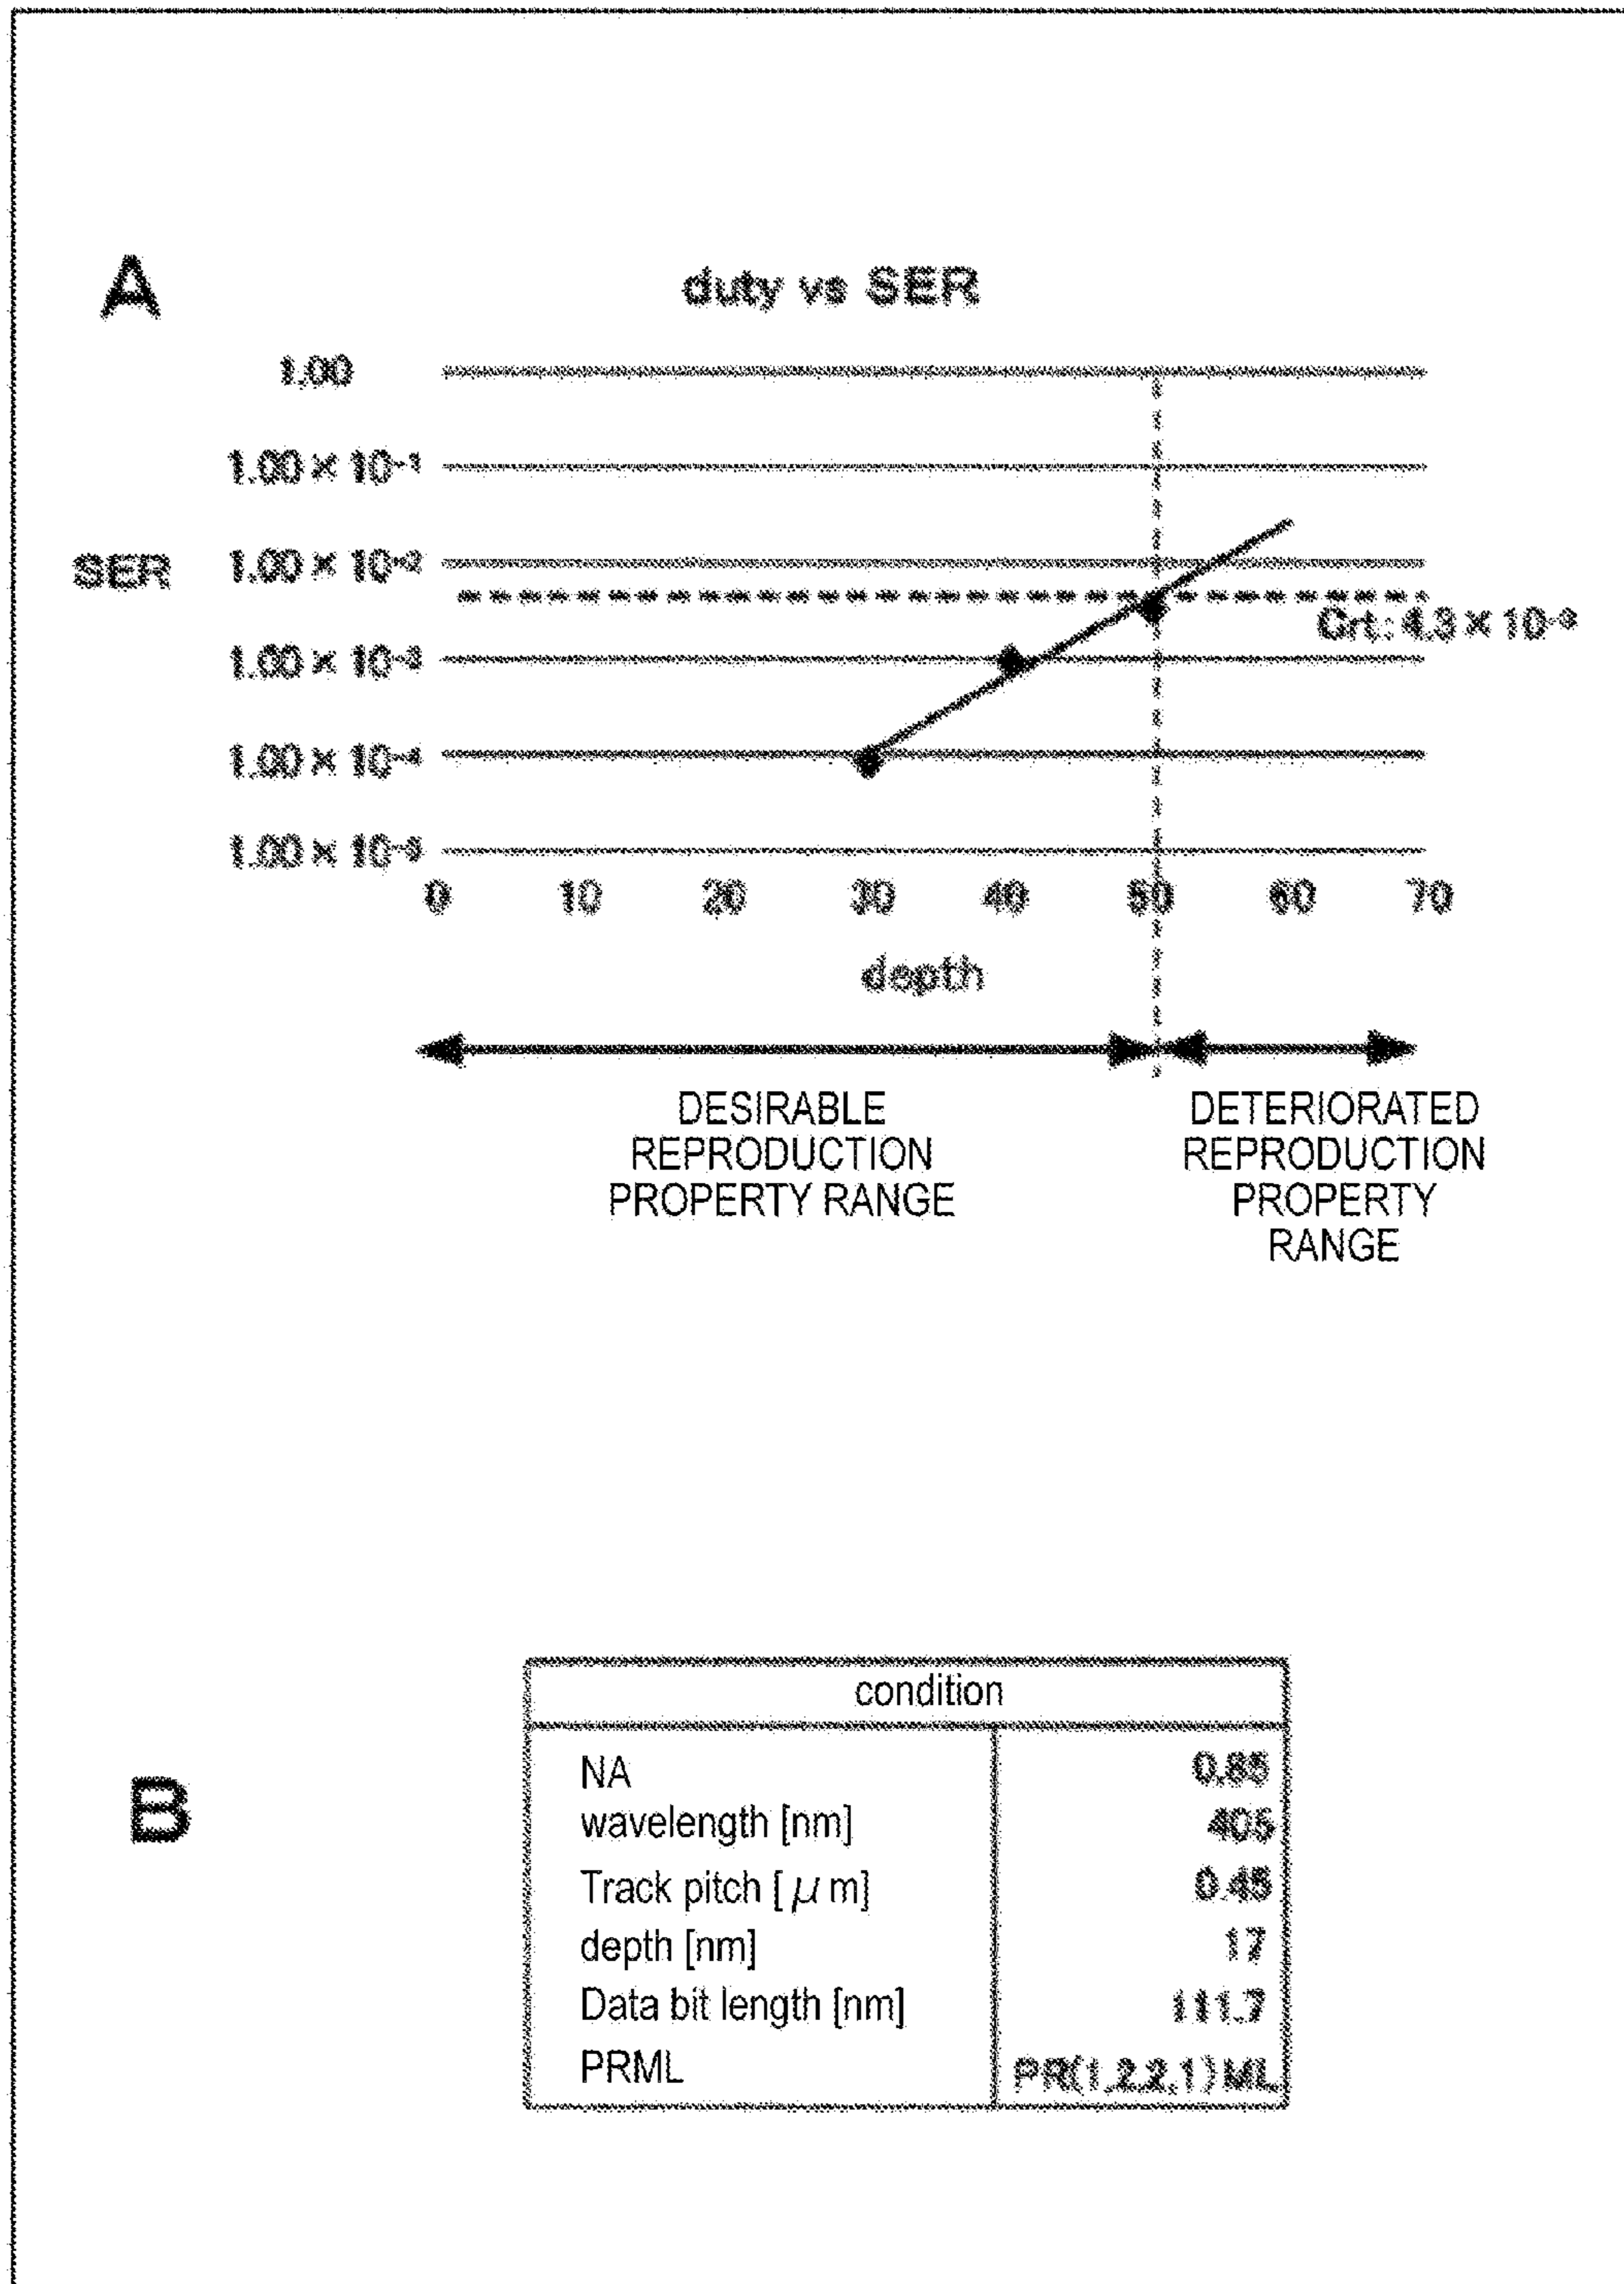 A
duty vs SER
1.00
1.00 × 10⁻¹
SER 1.00 × 10⁻²
Crt.: 4.3 × 10⁻³
1.00 × 10⁻³
1.00 × 10⁻⁴
1.00 × 10⁻⁵
0 10 20 30 40 50 60 70
depth
DESIRABLE
REPRODUCTION
PROPERTY RANGE
DETERIORATED
REPRODUCTION
PROPERTY
RANGE
B
condition
NA 0.85
wavelength [nm] 405
Track pitch [μm] 0.45
depth [nm] 17
Data bit length [nm] 111.7
PRML PR(1,2,2,1)ML